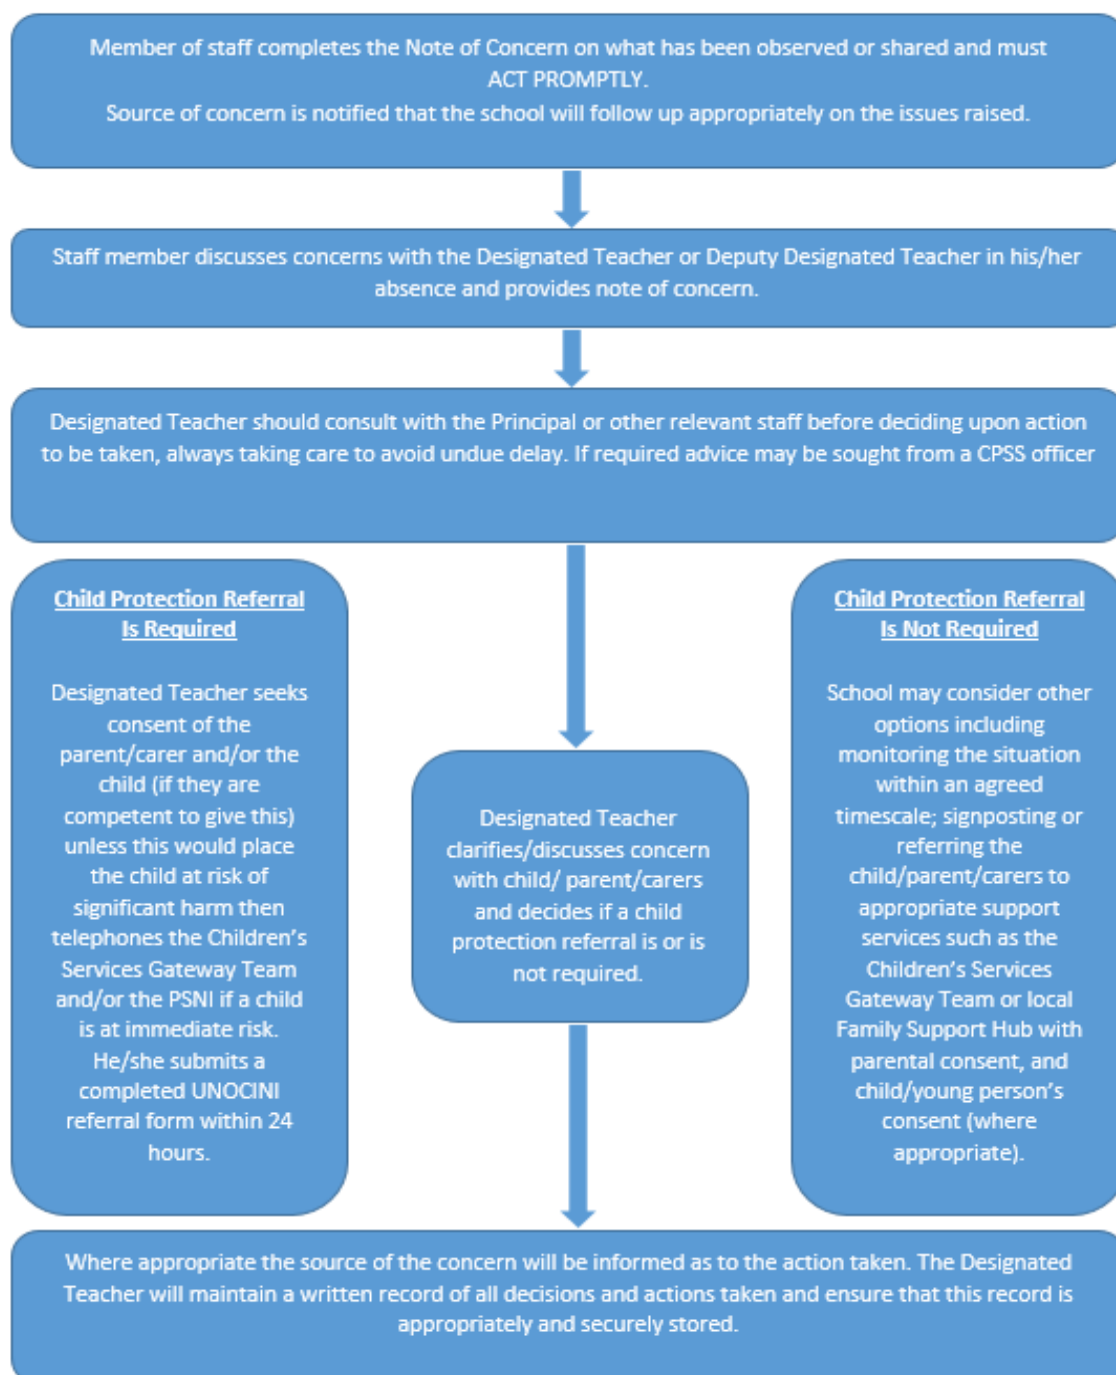 Member of staff completes the Note of Concern on what has been observed or shared and must
ACT PROMPTLY.
Source of concern is notified that the school will follow up appropriately on the issues raised.
Staff member discusses concerns with the Designated Teacher or Deputy Designated Teacher in his/her
absence and provides note of concern.
Designated Teacher should consult with the Principal or other relevant staff before deciding upon action
to be taken, always taking care to avoid undue delay. If required advice may be sought from a CPSS officer
Child Protection Referral
Is Required
Designated Teacher seeks
consent of the
parent/carer and/or the
child (if they are
competent to give this)
unless this would place
the child at risk of
significant harm then
telephones the Children's
Services Gateway Team
and/or the PSNI if a child
is at immediate risk.
He/she submits a
completed UNOCINI
referral form within 24
hours.
Designated Teacher
clarifies/discusses concern
with child/ parent/carers
and decides if a child
protection referral is or is
not required.
Child Protection Referral
Is Not Required
School may consider other
options including
monitoring the situation
within an agreed
timescale; signposting or
referring the
child/parent/carers to
appropriate support
services such as the
Children's Services
Gateway Team or local
Family Support Hub with
parental consent, and
child/young person's
consent (where
appropriate).
Where appropriate the source of the concern will be informed as to the action taken. The Designated
Teacher will maintain a written record of all decisions and actions taken and ensure that this record is
appropriately and securely stored.